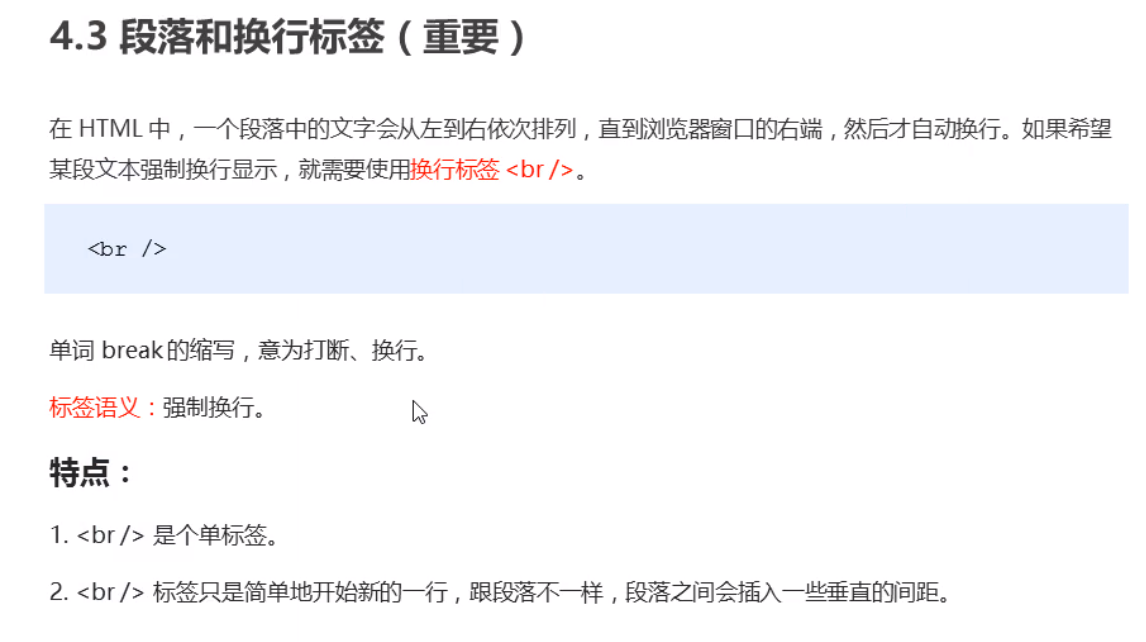 4.3 段落和换行标签（重要）
在 HTML 中，一个段落中的文字会从左到右依次排列，直到浏览器窗口的右端，然后才自动换行。如果希望
某段文本强制换行显示，就需要使用换行标签 <br />。
<br />
单词 break的缩写，意为打断、换行。
标签语义：强制换行。
特点：
1. <br /> 是个单标签。
2. <br /> 标签只是简单地开始新的一行，跟段落不一样，段落之间会插入一些垂直的间距。